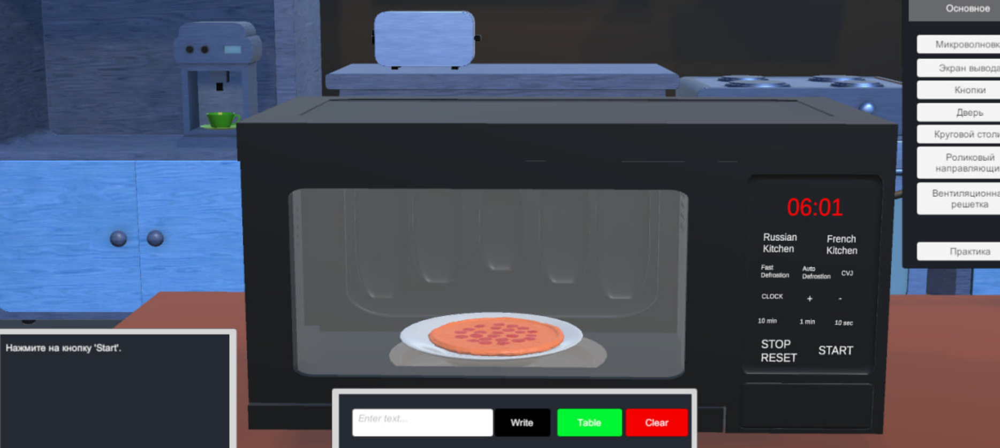 Основное
Микроволновк
Экран вывода
Кнопки
Дверь
Круговой столи
Роликовый
направляющи
Вентиляционна
решетка
Практика
06:01
Russian
Kitchen
French
Kitchen
Fast
Defrostion
Auto
Defrostion
CVJ
CLOCK + -
10 min 1 min 10 sec
STOP
RESET
START
Нажмите на кнопку 'Start'.
Enter text... Write Table Clear